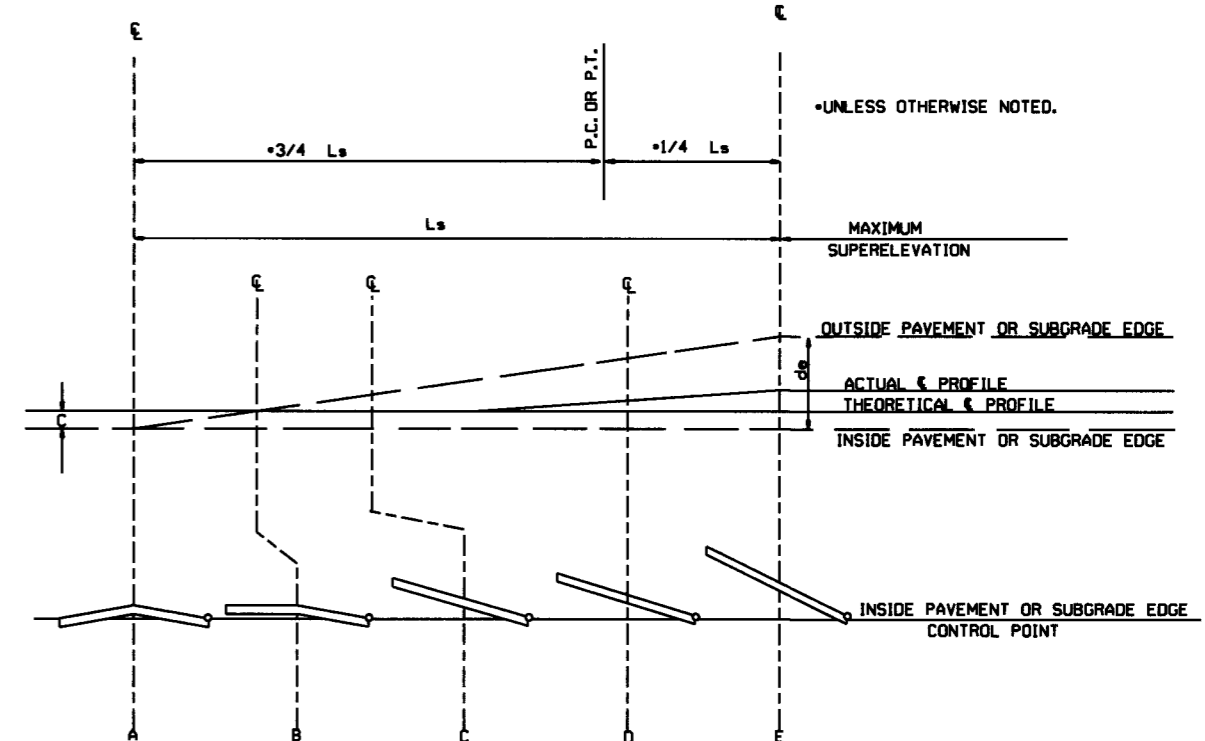 ℄ ℄
P.C. OR P.T.
•UNLESS OTHERWISE NOTED.
•3/4 Ls •1/4 Ls
Ls
MAXIMUM
SUPERELEVATION
℄ ℄ ℄
OUTSIDE PAVEMENT OR SUBGRADE EDGE
de
ACTUAL ℄ PROFILE
THEORETICAL ℄ PROFILE
C
INSIDE PAVEMENT OR SUBGRADE EDGE
INSIDE PAVEMENT OR SUBGRADE EDGE
CONTROL POINT
A B C D E